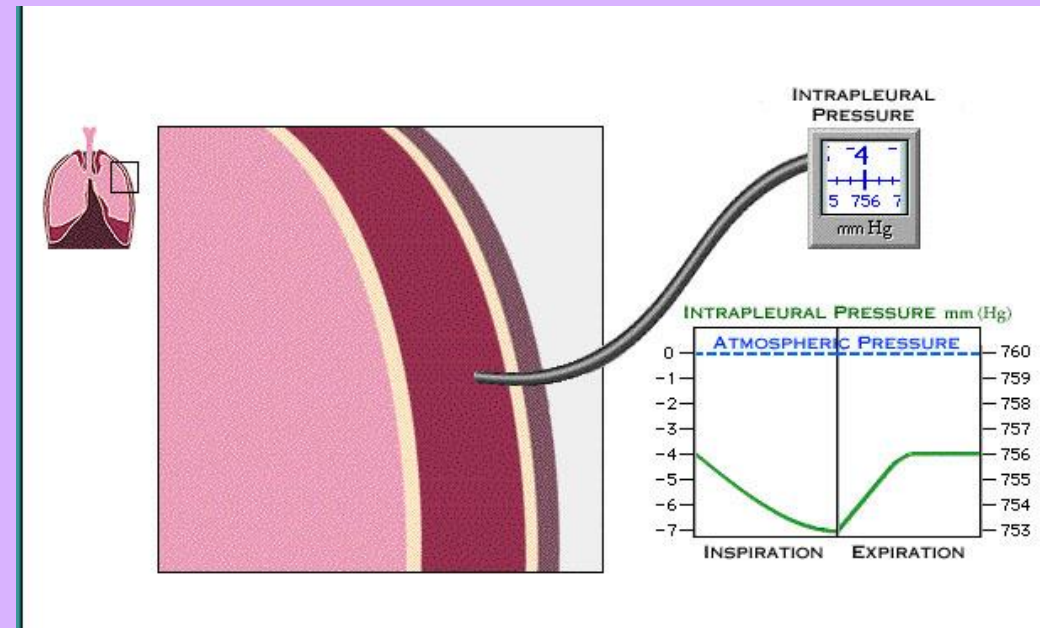 INTRAPLEURAL
PRESSURE
-4
5 756 7
mm Hg
INTRAPLEURAL PRESSURE mm (Hg)
ATMOSPHERIC PRESSURE
0 760
-1 759
-2 758
-3 757
-4 756
-5 755
-6 754
-7 753
INSPIRATION EXPIRATION